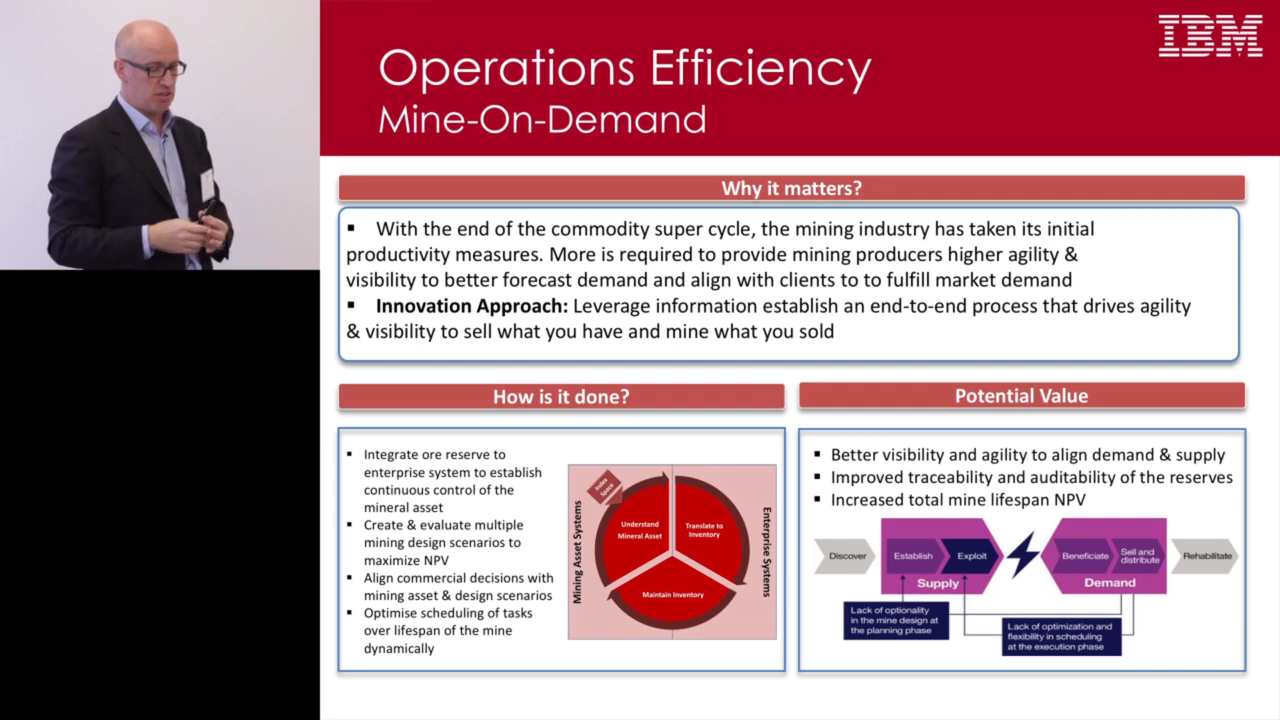 IBM
Operations Efficiency
Mine-On-Demand
Why it matters?
▪ With the end of the commodity super cycle, the mining industry has taken its initial
productivity measures. More is required to provide mining producers higher agility &
visibility to better forecast demand and align with clients to to fulfill market demand
▪ Innovation Approach: Leverage information establish an end-to-end process that drives agility
& visibility to sell what you have and mine what you sold
How is it done?
▪ Integrate ore reserve to
enterprise system to establish
continuous control of the
mineral asset
▪ Create & evaluate multiple
mining design scenarios to
maximize NPV
▪ Align commercial decisions with
mining asset & design scenarios
▪ Optimise scheduling of tasks
over lifespan of the mine
dynamically
Mining Asset Systems
Index
Space
Understand
Mineral Asset
Translate to
Inventory
Maintain Inventory
Enterprise Systems
Potential Value
▪ Better visibility and agility to align demand & supply
▪ Improved traceability and auditability of the reserves
▪ Increased total mine lifespan NPV
Discover
Establish
Exploit
Supply
Beneficiate
Sell and
distribute
Demand
Rehabilitate
Lack of optionality
in the mine design at
the planning phase
Lack of optimization and
flexibility in scheduling
at the execution phase